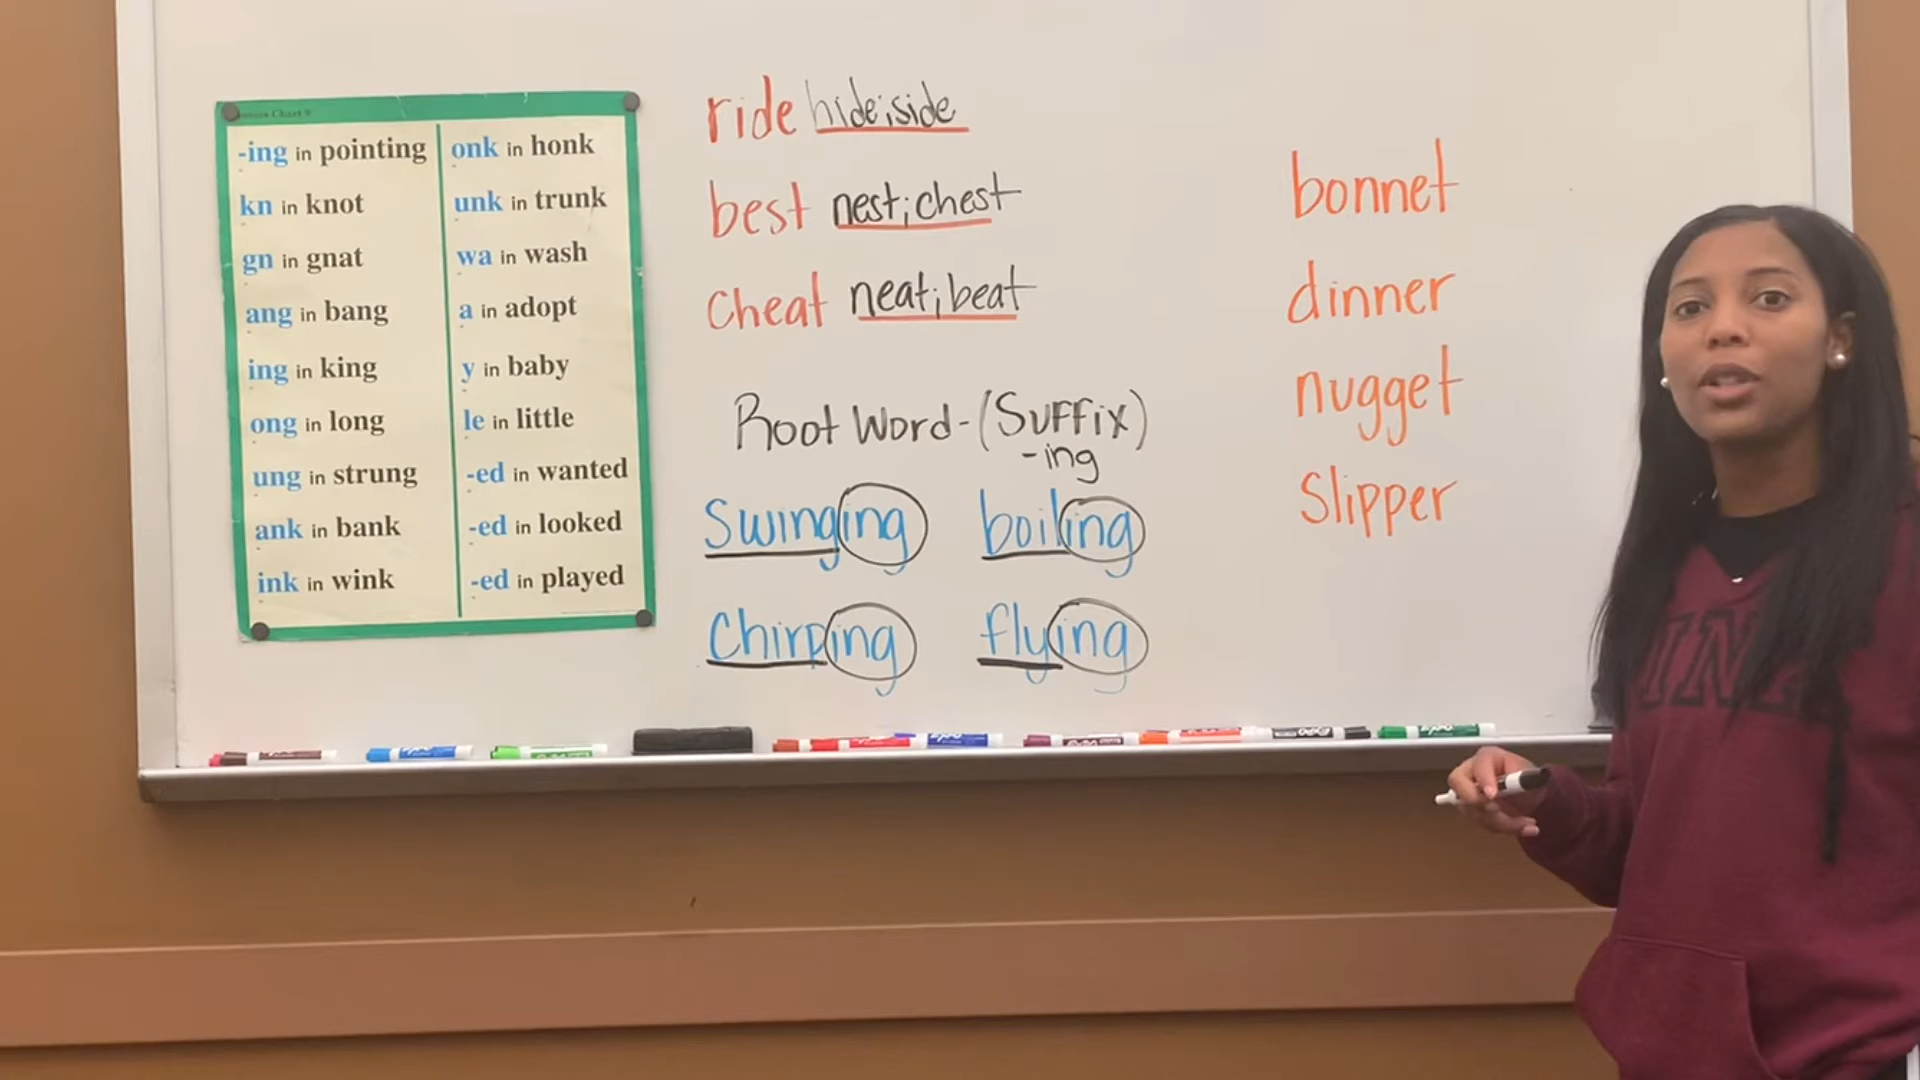 Chart 9
-ing in pointing
kn in knot
gn in gnat
ang in bang
ing in king
ong in long
ung in strung
ank in bank
ink in wink
onk in honk
unk in trunk
wa in wash
a in adopt
y in baby
le in little
-ed in wanted
-ed in looked
-ed in played
ride hide;side
best nest;chest
Cheat neat;beat
Root Word-(Suffix)
-ing
Swinging boiling
Chirping flying
bonnet
dinner
nugget
Slipper
EXPO